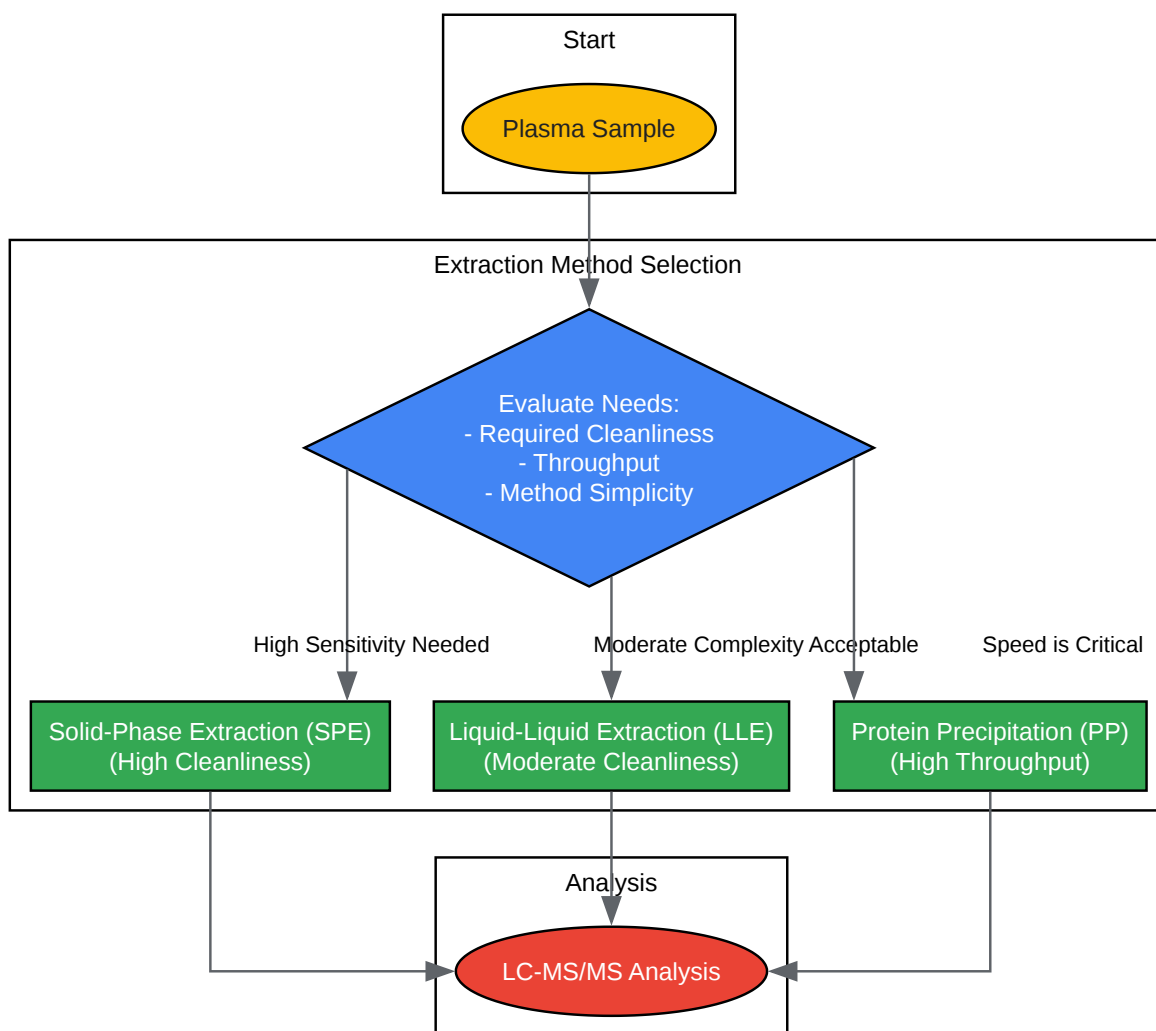 Start
Plasma Sample
Extraction Method Selection
Evaluate Needs:
- Required Cleanliness
- Throughput
- Method Simplicity
High Sensitivity Needed
Moderate Complexity Acceptable
Speed is Critical
Solid-Phase Extraction (SPE)
(High Cleanliness)
Liquid-Liquid Extraction (LLE)
(Moderate Cleanliness)
Protein Precipitation (PP)
(High Throughput)
Analysis
LC-MS/MS Analysis